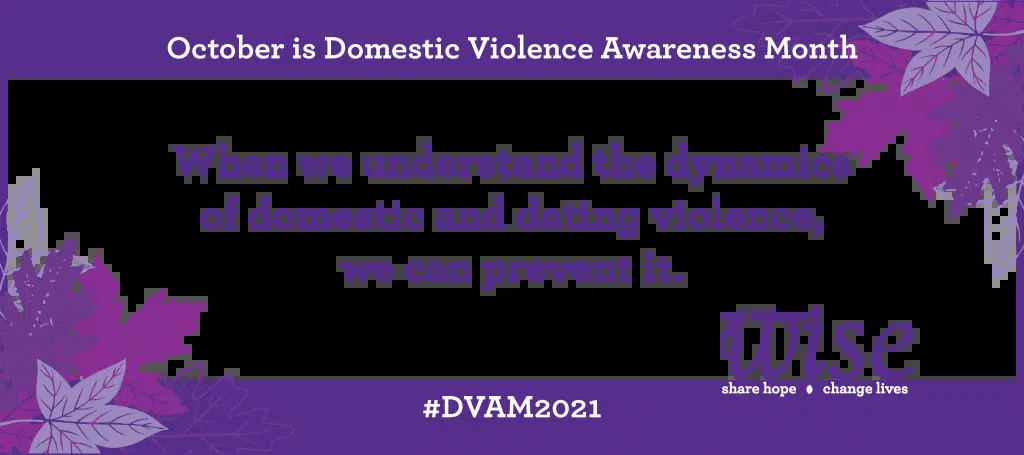 October is Domestic Violence Awareness Month
When we understand the dynamics
of domestic and dating violence,
we can prevent it.
Wise
share hope ♦ change lives
#DVAM2021